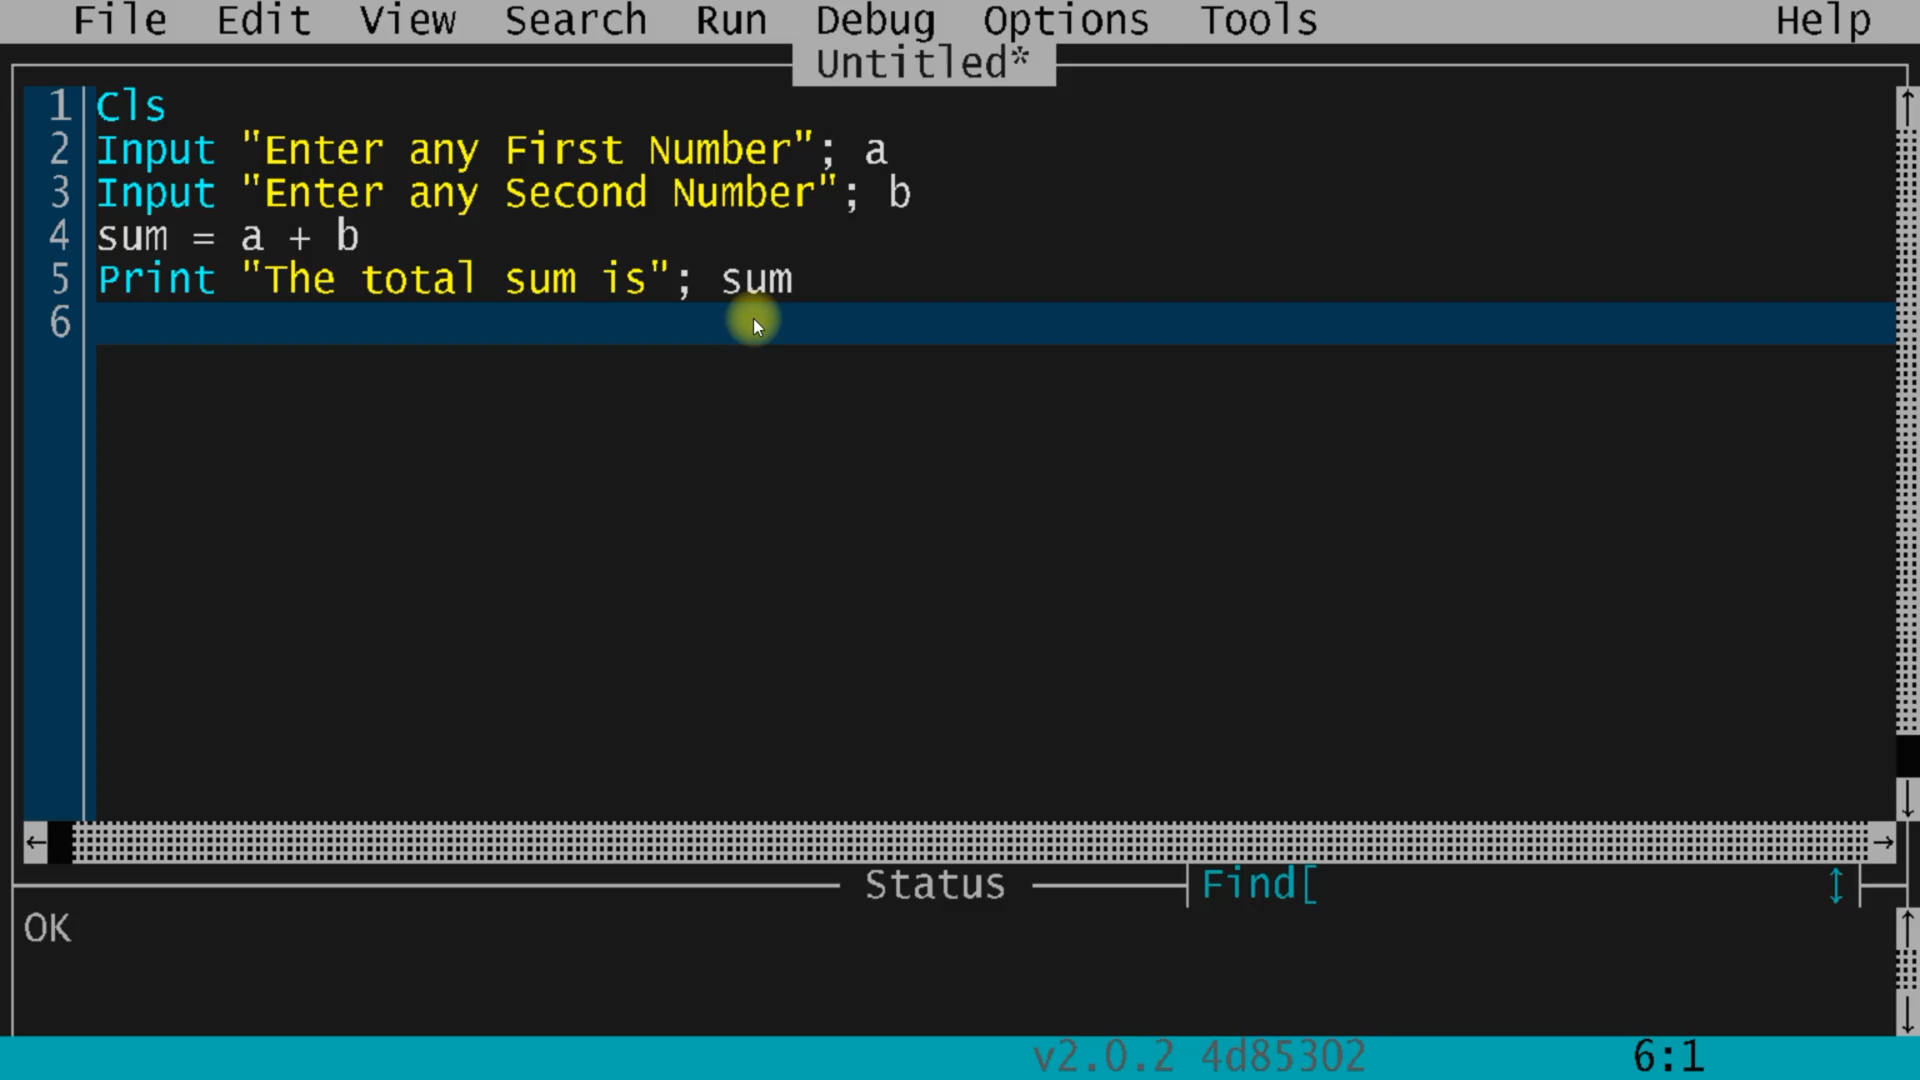 File Edit View Search Run Debug Options Tools Help
Untitled*
1 Cls
2 Input "Enter any First Number"; a
3 Input "Enter any Second Number"; b
4 sum = a + b
5 Print "The total sum is"; sum
6
Status Find[
OK
v2.0.2 4d85302 6:1